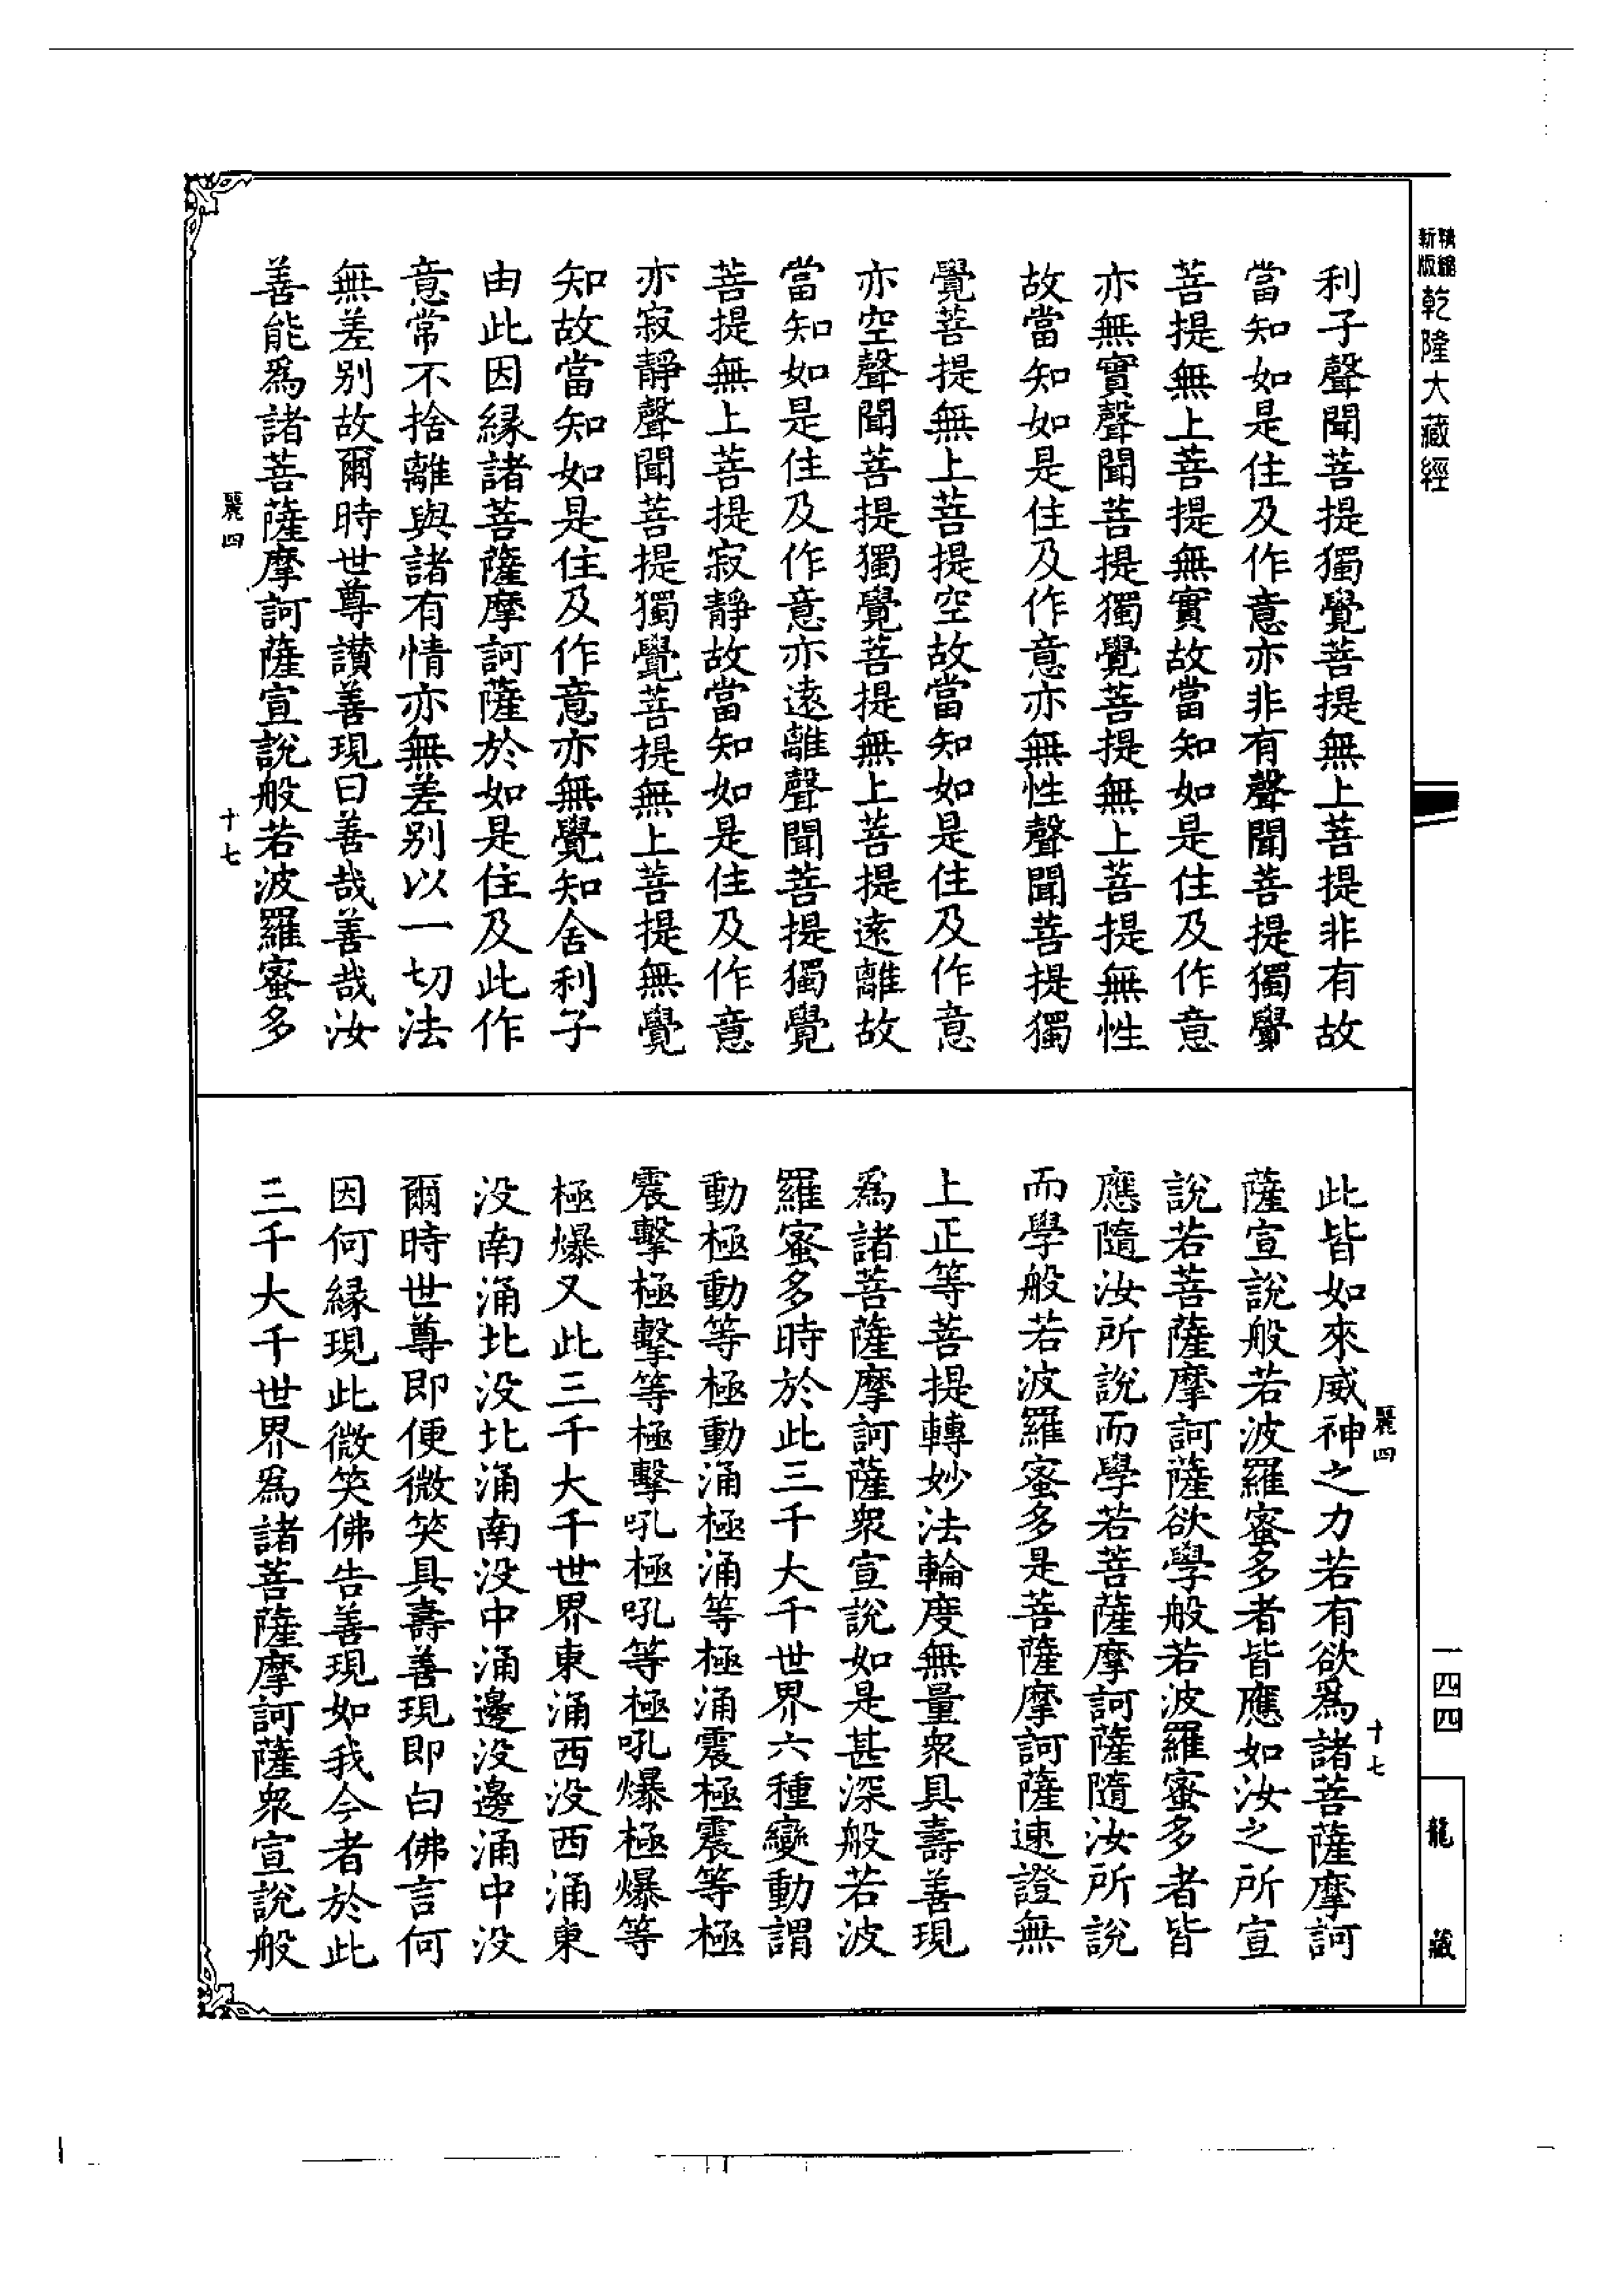 新版 精縮 乾隆大藏經
利子聲聞菩提獨覺菩提無上菩提非有故
當知如是住及作意亦非有聲聞菩提獨覺
菩提無上菩提無實故當知如是住及作意
亦無實聲聞菩提獨覺菩提無上菩提無性
故當知如是住及作意亦無性聲聞菩提獨
覺菩提無上菩提空故當知如是住及作意
亦空聲聞菩提獨覺菩提無上菩提遠離故
當知如是住及作意亦遠離聲聞菩提獨覺
菩提無上菩提寂靜故當知如是住及作意
亦寂靜聲聞菩提獨覺菩提無上菩提無覺
知故當知如是住及作意亦無覺知舍利子
由此因緣諸菩薩摩訶薩於如是住及此作
意常不捨離與諸有情亦無差別以一切法
無差別故爾時世尊讚善現曰善哉善哉汝
善能爲諸菩薩摩訶薩宣說般若波羅蜜多
麗四 十七
麗四 十七
此皆如來威神之力若有欲爲諸菩薩摩訶
薩宣說般若波羅蜜多者皆應如汝之所宣
說若菩薩摩訶薩欲學般若波羅蜜多者皆
應隨汝所說而學若菩薩摩訶薩隨汝所說
而學般若波羅蜜多是菩薩摩訶薩速證無
上正等菩提轉妙法輪度無量衆具壽善現
爲諸菩薩摩訶薩衆宣說如是甚深般若波
羅蜜多時於此三千大千世界六種變動謂
動極動等極動涌極涌等極涌震極震等極
震擊極擊等極擊吼極吼等極吼爆極爆等
極爆又此三千大千世界東涌西没西涌東
没南涌北没北涌南没中涌邊没邊涌中没
爾時世尊即便微笑具壽善現即白佛言何
因何緣現此微笑佛告善現如我今者於此
三千大千世界爲諸菩薩摩訶薩衆宣說般
一四四
龍藏